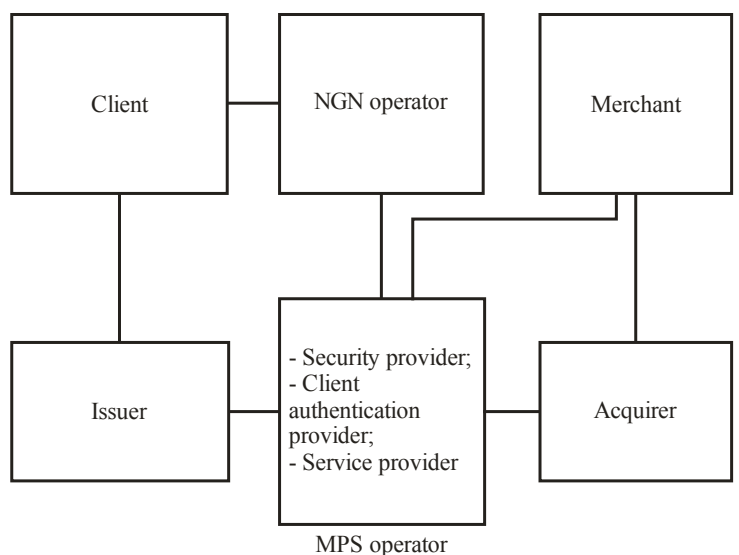 Client
NGN operator
Merchant
Issuer
- Security provider;
- Client
authentication
provider;
- Service provider
Acquirer
MPS operator